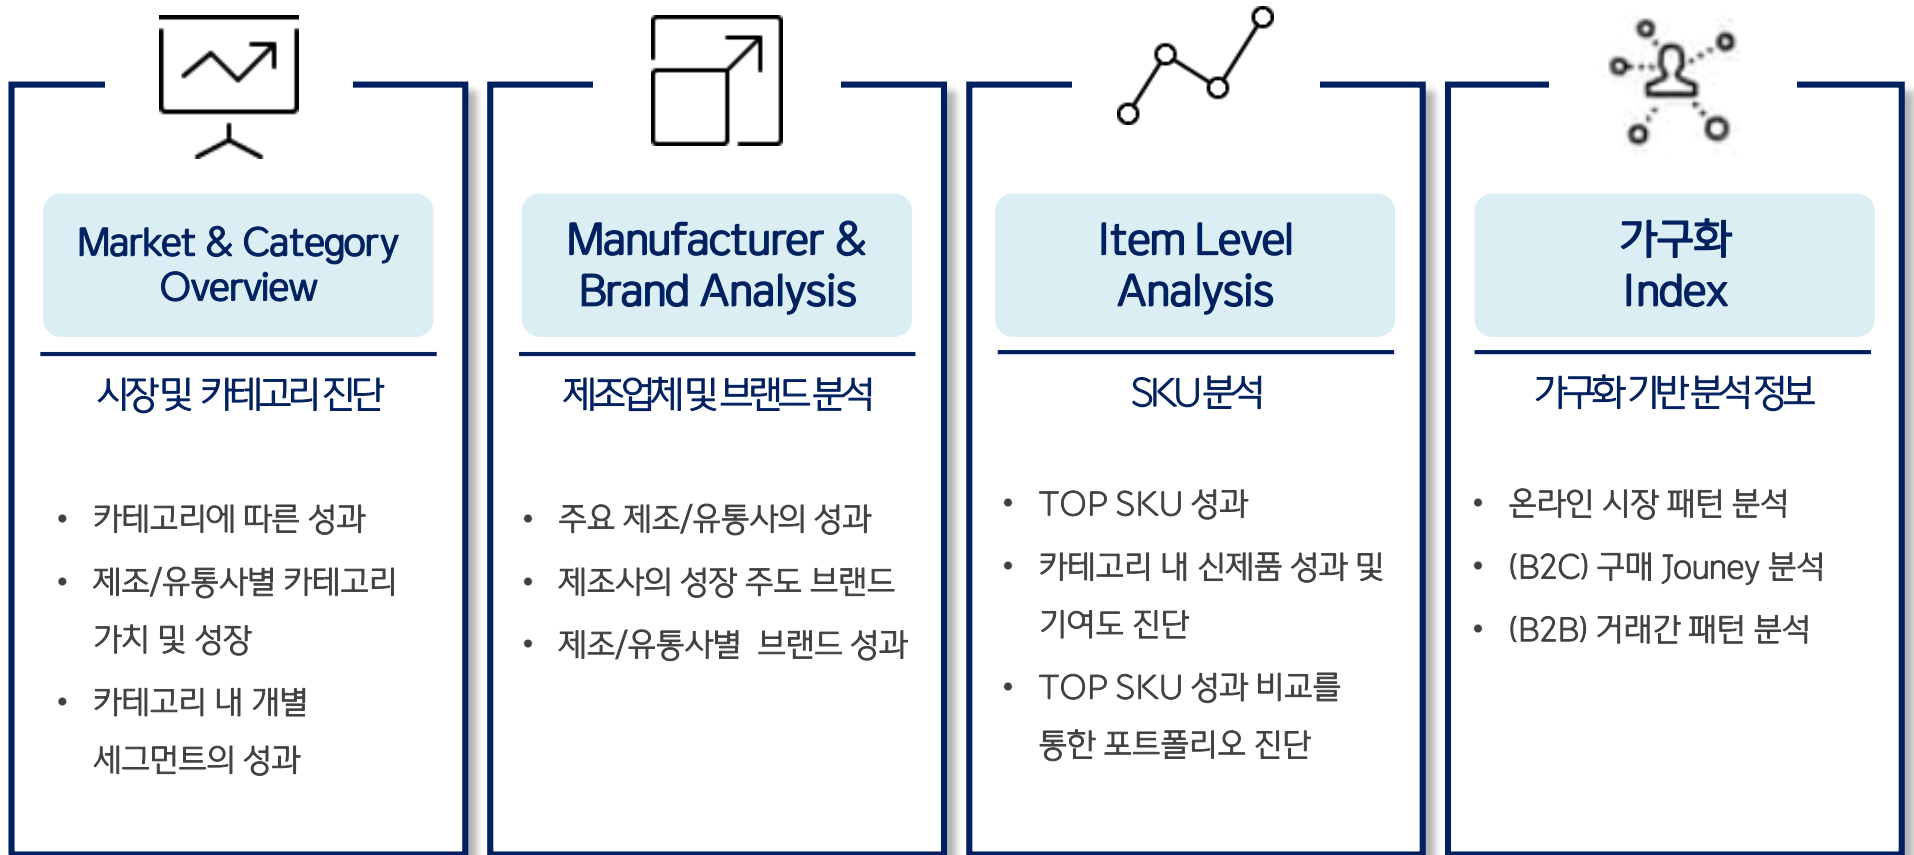 Market & Category
Overview
시장 및 카테고리 진단
• 카테고리에 따른 성과
• 제조/유통사별 카테고리
가치 및 성장
• 카테고리 내 개별
세그먼트의 성과
Manufacturer &
Brand Analysis
제조업체 및 브랜드 분석
• 주요 제조/유통사의 성과
• 제조사의 성장 주도 브랜드
• 제조/유통사별 브랜드 성과
Item Level
Analysis
SKU 분석
• TOP SKU 성과
• 카테고리 내 신제품 성과 및
기여도 진단
• TOP SKU 성과 비교를
통한 포트폴리오 진단
가구화
Index
가구화 기반 분석 정보
• 온라인 시장 패턴 분석
• (B2C) 구매 Jouney 분석
• (B2B) 거래간 패턴 분석